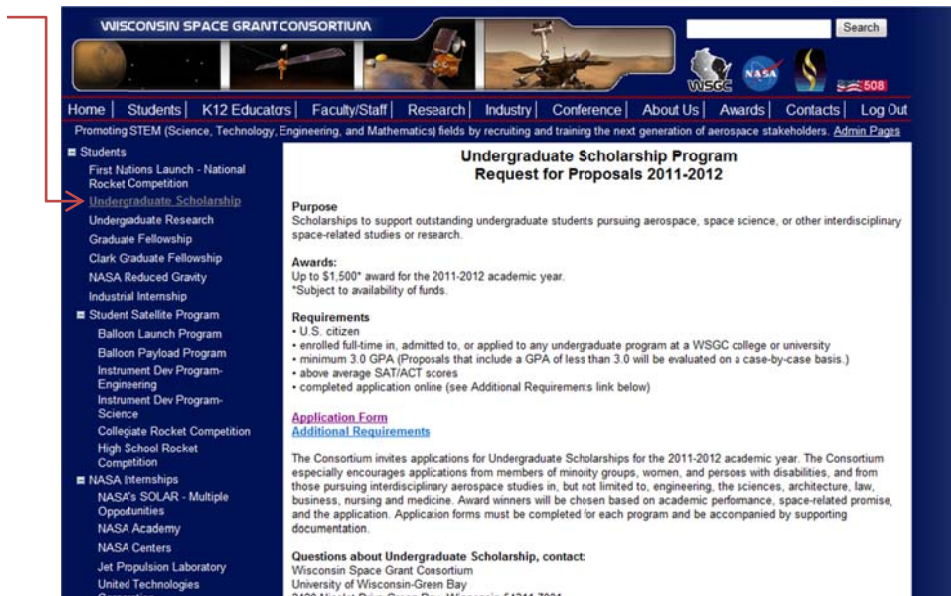 WISCONSIN SPACE GRANT CONSORTIUM
Search
WSGC
NASA
508
Home | Students | K12 Educators | Faculty/Staff | Research | Industry | Conference | About Us | Awards | Contacts | Log Out
Promoting STEM (Science, Technology, Engineering, and Mathematics) fields by recruiting and training the next generation of aerospace stakeholders. Admin Pages
Students
First Nations Launch - National
Rocket Competition
Undergraduate Scholarship
Undergraduate Research
Graduate Fellowship
Clark Graduate Fellowship
NASA Reduced Gravity
Industrial Internship
Student Satellite Program
Balloon Launch Program
Balloon Payload Program
Instrument Dev Program-
Engineering
Instrument Dev Program-
Science
Collegiate Rocket Competition
High School Rocket
Competition
NASA Internships
NASA's SOLAR - Multiple
Opportunities
NASA Academy
NASA Centers
Jet Propulsion Laboratory
United Technologies
Undergraduate Scholarship Program
Request for Proposals 2011-2012
Purpose
Scholarships to support outstanding undergraduate students pursuing aerospace, space science, or other interdisciplinary
space-related studies or research.
Awards:
Up to $1,500* award for the 2011-2012 academic year.
*Subject to availability of funds.
Requirements
• U.S. citizen
• enrolled full-time in, admitted to, or applied to any undergraduate program at a WSGC college or university
• minimum 3.0 GPA (Proposals that include a GPA of less than 3.0 will be evaluated on a case-by-case basis.)
• above average SAT/ACT scores
• completed application online (see Additional Requirements link below)
Application Form
Additional Requirements
The Consortium invites applications for Undergraduate Scholarships for the 2011-2012 academic year. The Consortium
especially encourages applications from members of minority groups, women, and persons with disabilities, and from
those pursuing interdisciplinary aerospace studies in, but not limited to, engineering, the sciences, architecture, law,
business, nursing and medicine. Award winners will be chosen based on academic performance, space-related promise,
and the application. Application forms must be completed for each program and be accompanied by supporting
documentation.
Questions about Undergraduate Scholarship, contact:
Wisconsin Space Grant Consortium
University of Wisconsin-Green Bay